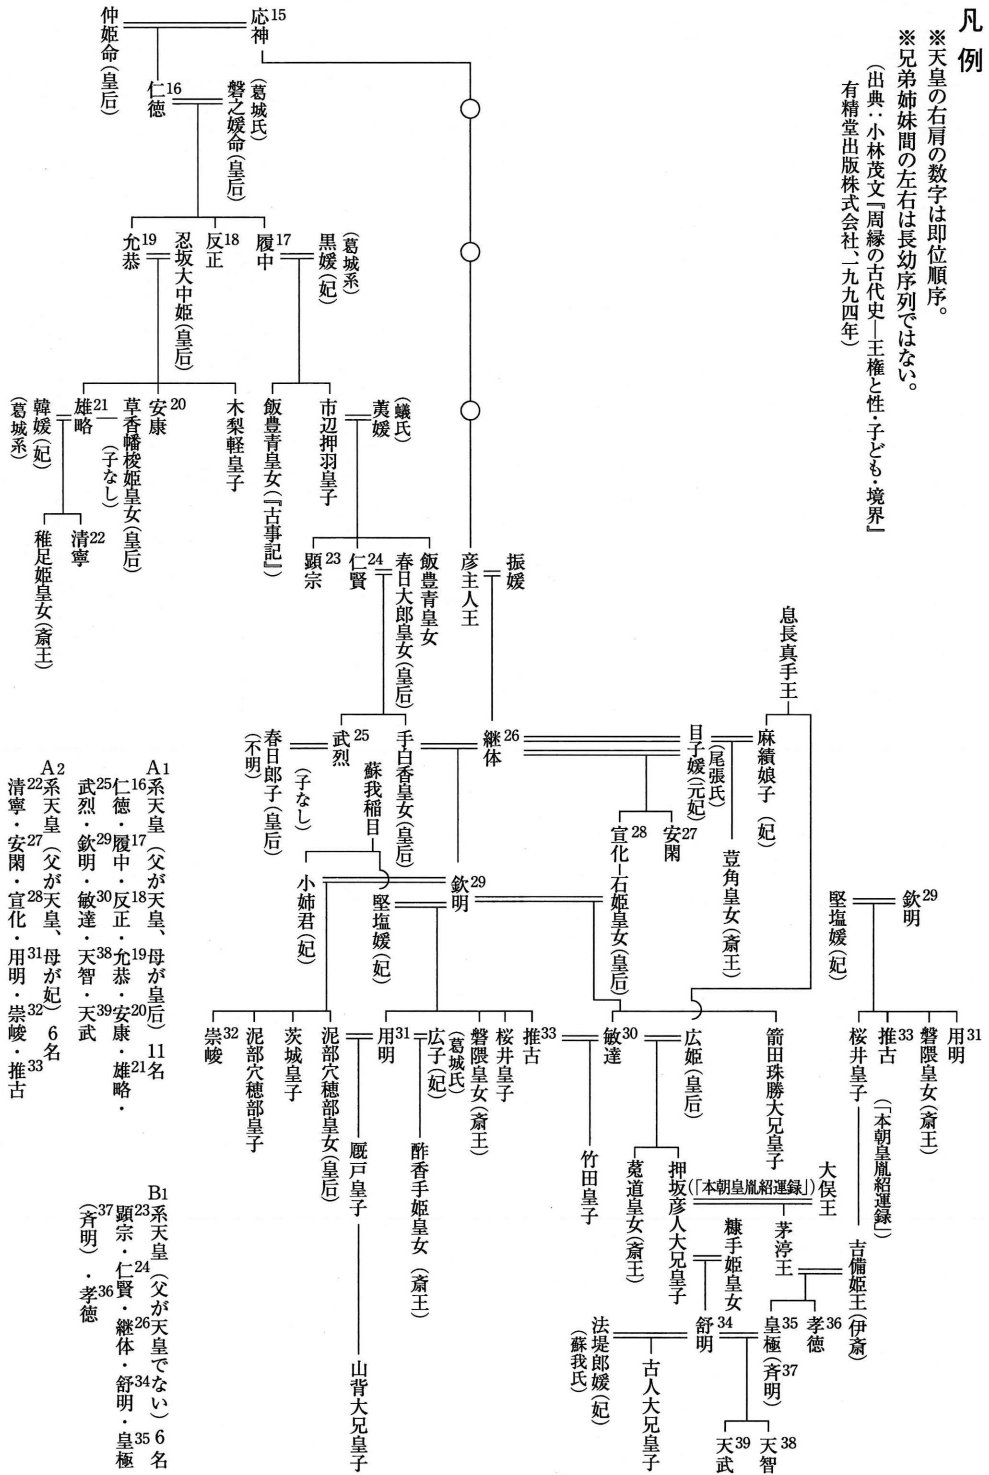 凡例
※天皇の右肩の数字は即位順序。
※兄弟姉妹間の左右は長幼序列ではない。
（出典：小林茂文『周縁の古代史―王権と性・子ども・境界』
有精堂出版株式会社、一九九四年）
応神15
仲姫命（皇后）
（葛城氏）
磐之媛命（皇后）
仁徳16
（葛城系）
黒媛（妃）
履中17
反正18
忍坂大中姫（皇后）
允恭19
（蟻氏）
荑媛
市辺押羽皇子
飯豊青皇女（『古事記』）
木梨軽皇子
安康20
草香幡梭姫皇女（皇后）
（子なし）
雄略21
韓媛（妃）
（葛城系）
清寧22
稚足姫皇女（斎王）
振媛
彦主人王
飯豊青皇女
春日大郎皇女（皇后）
仁賢24
顕宗23
息長真手王
麻績娘子（妃）
目子媛（元妃）
（尾張氏）
継体26
手白香皇女（皇后）
武烈25
（子なし）
春日郎子（皇后）
（不明）
蘇我稲目
荳角皇女（斎王）
安閑27
宣化28
石姫皇女（皇后）
欽明29
堅塩媛（妃）
小姉君（妃）
欽明29
堅塩媛（妃）
用明31
磐隈皇女（斎王）
推古33
（「本朝皇胤紹運録」）
桜井皇子
箭田珠勝大兄皇子
広姫（皇后）
敏達30
推古33
桜井皇子
磐隈皇女（斎王）
（葛城氏）
広子（妃）
用明31
泥部穴穂部皇女（皇后）
茨城皇子
泥部穴穂部皇子
崇峻32
大俣王
（「本朝皇胤紹運録」）
押坂彦人大兄皇子
菟道皇女（斎王）
竹田皇子
酢香手姫皇女（斎王）
厩戸皇子
吉備姫王（伊斎）
茅渟王
糠手姫皇女
孝徳36
皇極35（斉明）37
舒明34
法堤郎媛（妃）
（蘇我氏）
古人大兄皇子
山背大兄皇子
天智38
天武39
A1系天皇（父が天皇、母が皇后）11名
仁徳16・履中17・反正18・允恭19・安康20・雄略21・
武烈25・欽明29・敏達30・天智38・天武39
A2系天皇（父が天皇、母が妃）6名
清寧22・安閑27・宣化28・用明31・崇峻32・推古33
B1系天皇（父が天皇でない）6名
顕宗23・仁賢24・継体26・舒明34・皇極35
（斉明）37・孝徳36